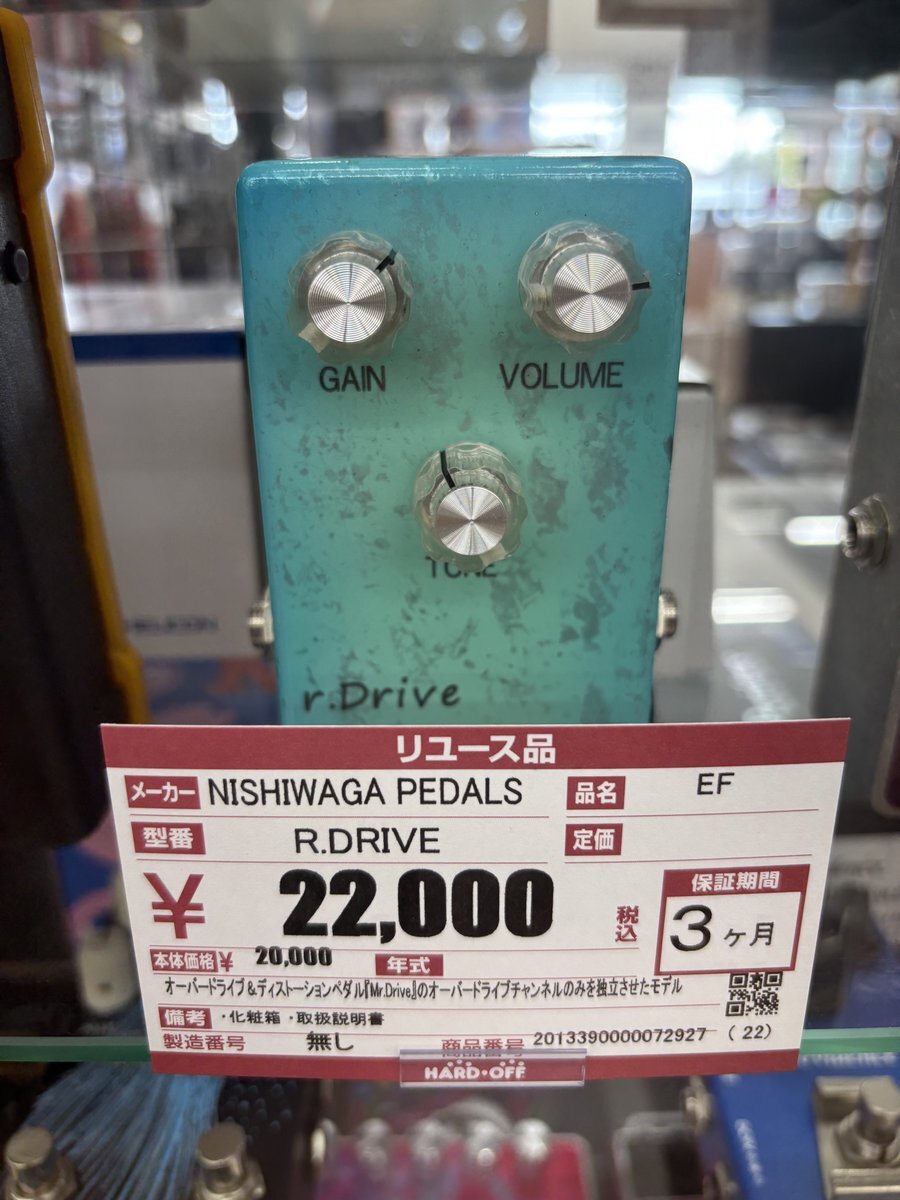 GAIN
VOLUME
TONE
r.Drive
リユース品
メーカー NISHIWAGA PEDALS 品名 EF
型番 R.DRIVE 定価
¥ 22,000 税込
保証期間
3ヶ月
本体価格¥ 20,000 年式
オーバードライブ&ディストーションペダル『Mr.Drive』のオーバードライブチャンネルのみを独立させたモデル
備考 ・化粧箱・取扱説明書
製造番号 無し 商品番号 2013390000072927 (22)
HARD・OFF